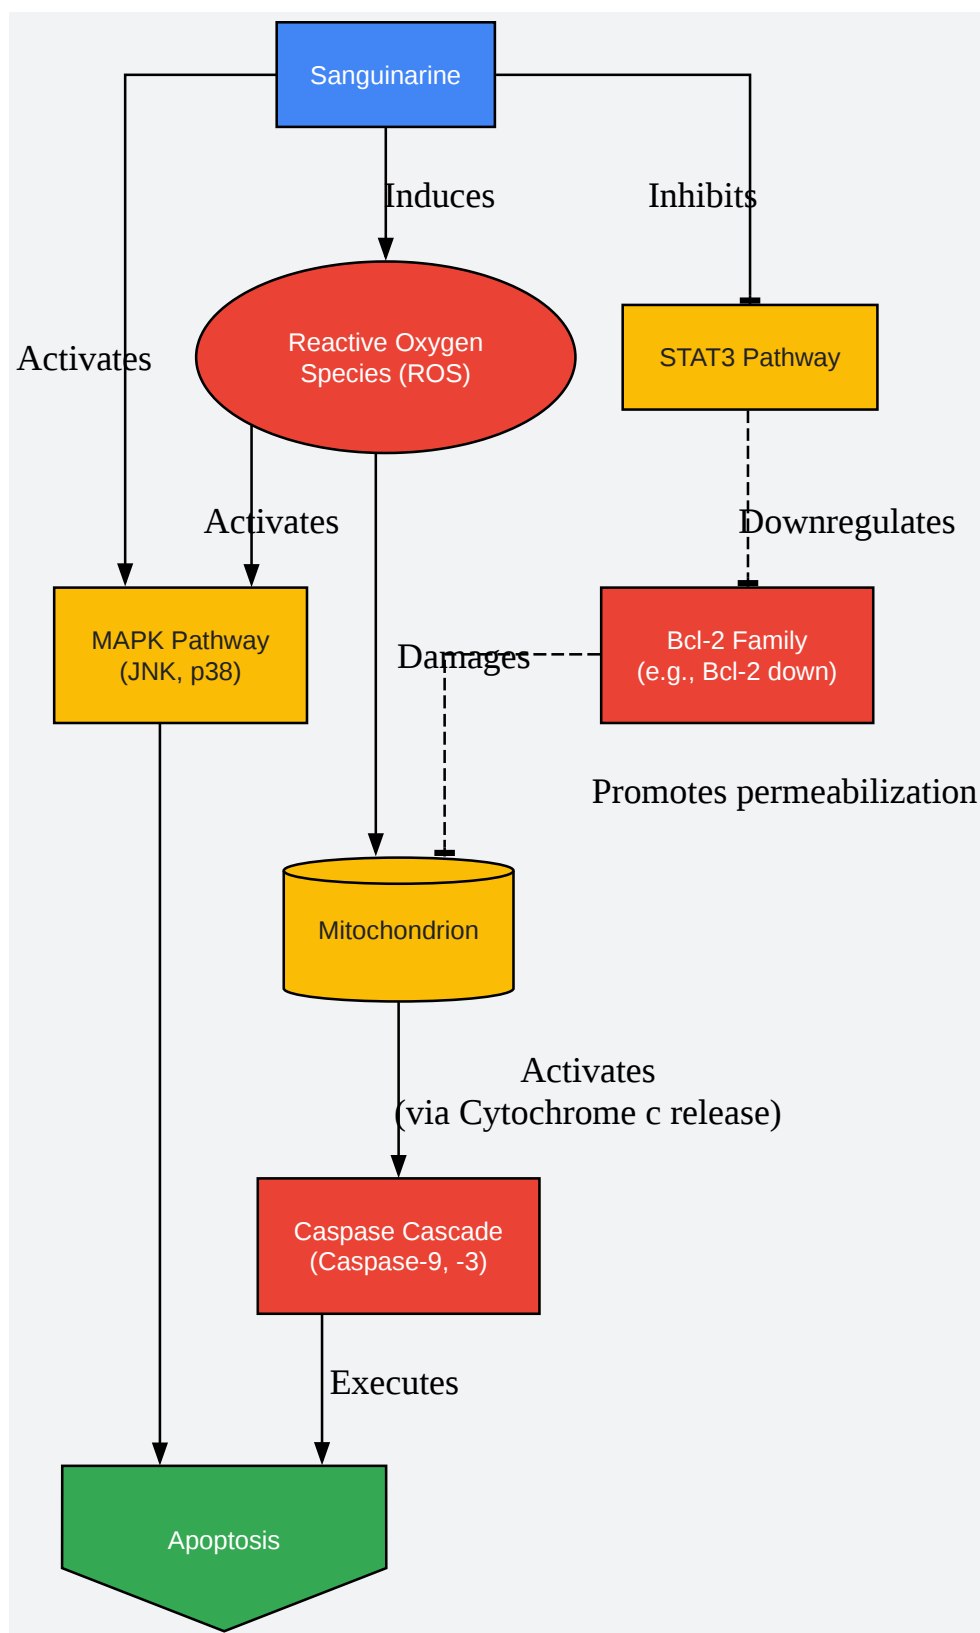 Sanguinarine
Induces
Inhibits
Activates
Reactive Oxygen
Species (ROS)
STAT3 Pathway
Activates
Downregulates
MAPK Pathway
(JNK, p38)
Damages
Bcl-2 Family
(e.g., Bcl-2 down)
Promotes permeabilization
Mitochondrion
Activates
(via Cytochrome c release)
Caspase Cascade
(Caspase-9, -3)
Executes
Apoptosis